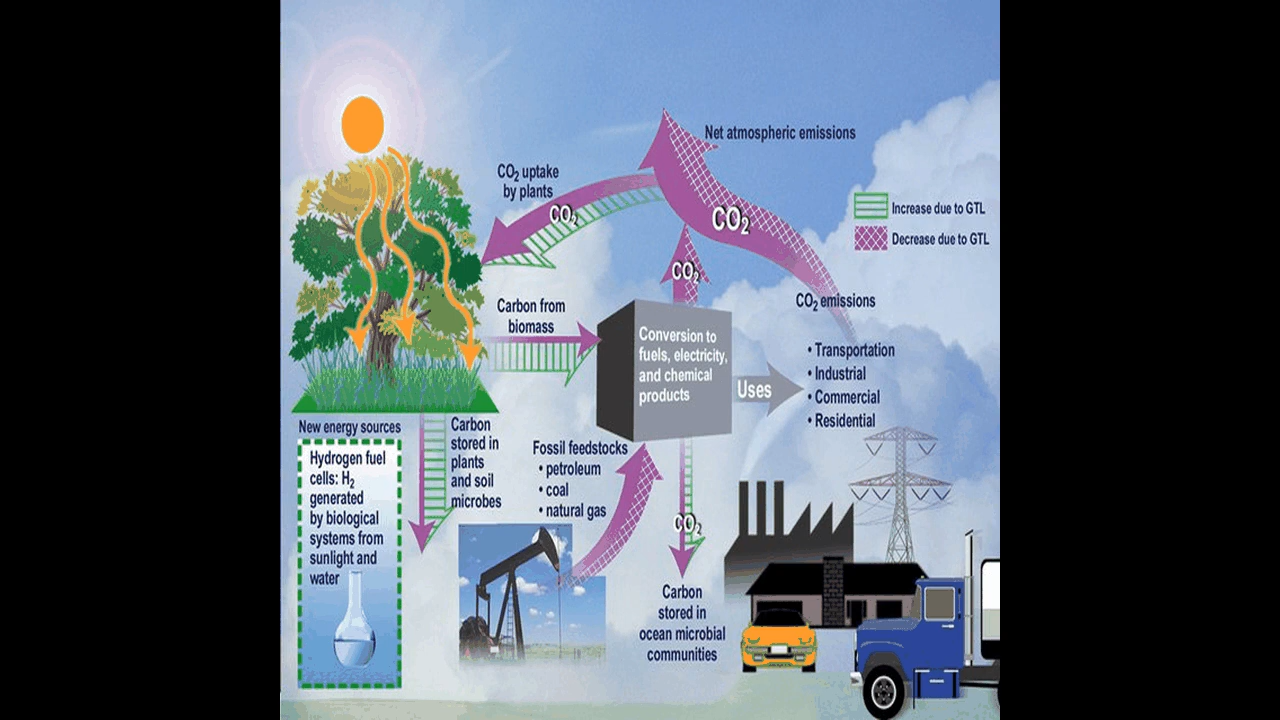 Net atmospheric emissions
CO2 uptake
by plants
CO2
CO2
Increase due to GTL
Decrease due to GTL
CO2
CO2 emissions
Carbon from
biomass
Conversion to
fuels, electricity,
and chemical
products
Uses
• Transportation
• Industrial
• Commercial
• Residential
New energy sources
Hydrogen fuel
cells: H2
generated
by biological
systems from
sunlight and
water
Carbon
stored in
plants
and soil
microbes
Fossil feedstocks
• petroleum
• coal
• natural gas
CO2
Carbon
stored in
ocean microbial
communities